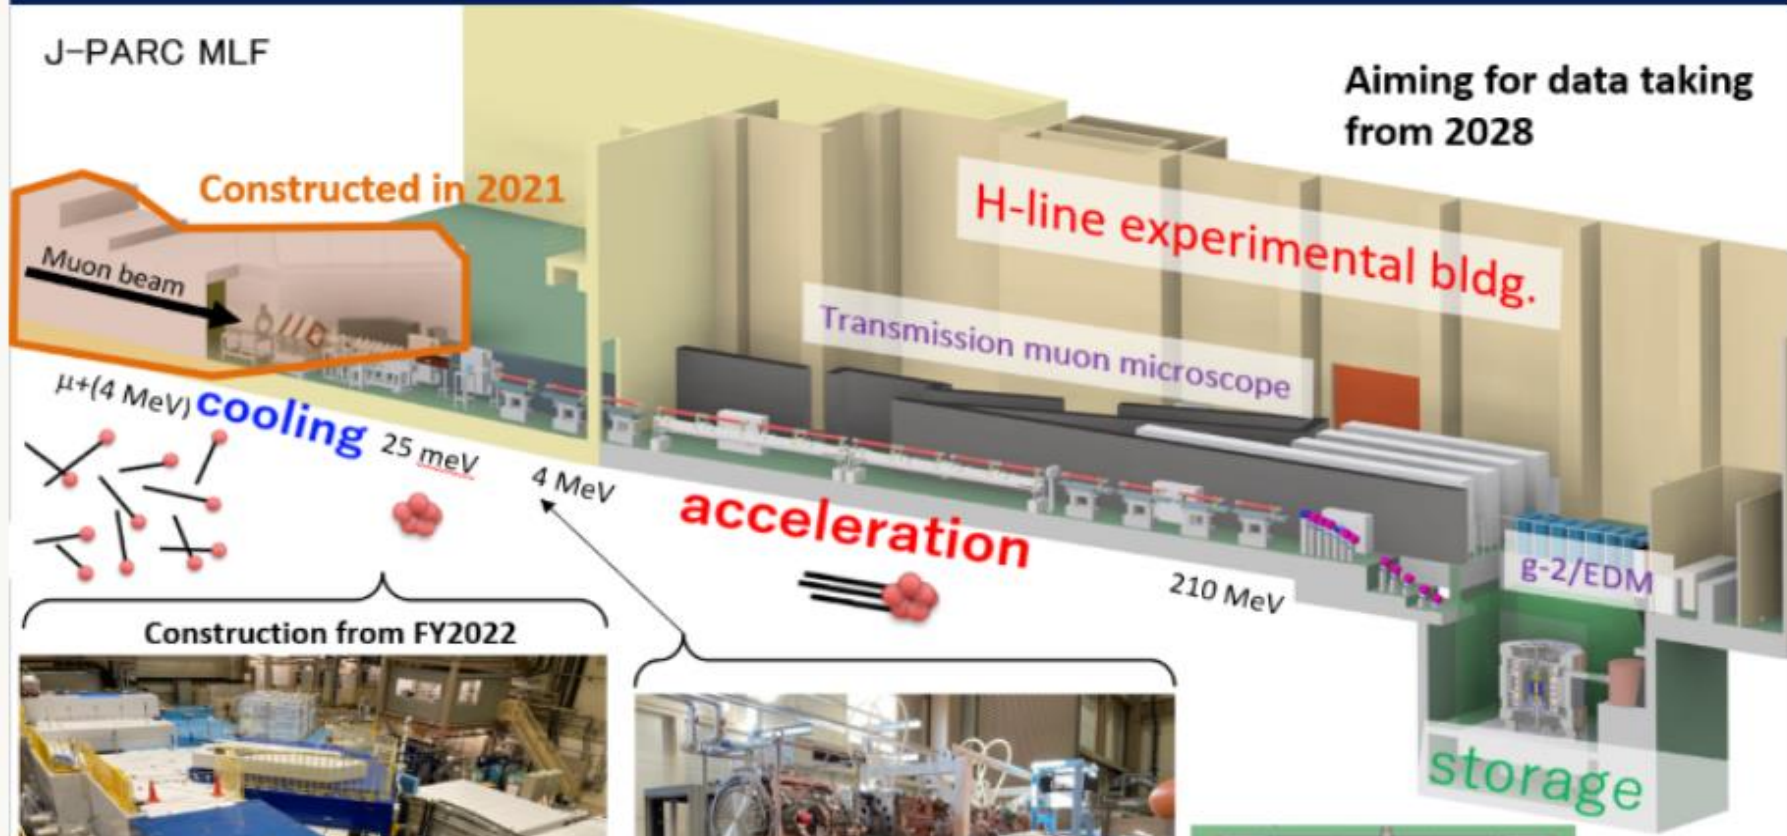 J-PARC MLF
Aiming for data taking
from 2028
Constructed in 2021
H-line experimental bldg.
Muon beam
Transmission muon microscope
μ+(4 MeV)
cooling
25 meV
4 MeV
acceleration
210 MeV
g-2/EDM
Construction from FY2022
storage